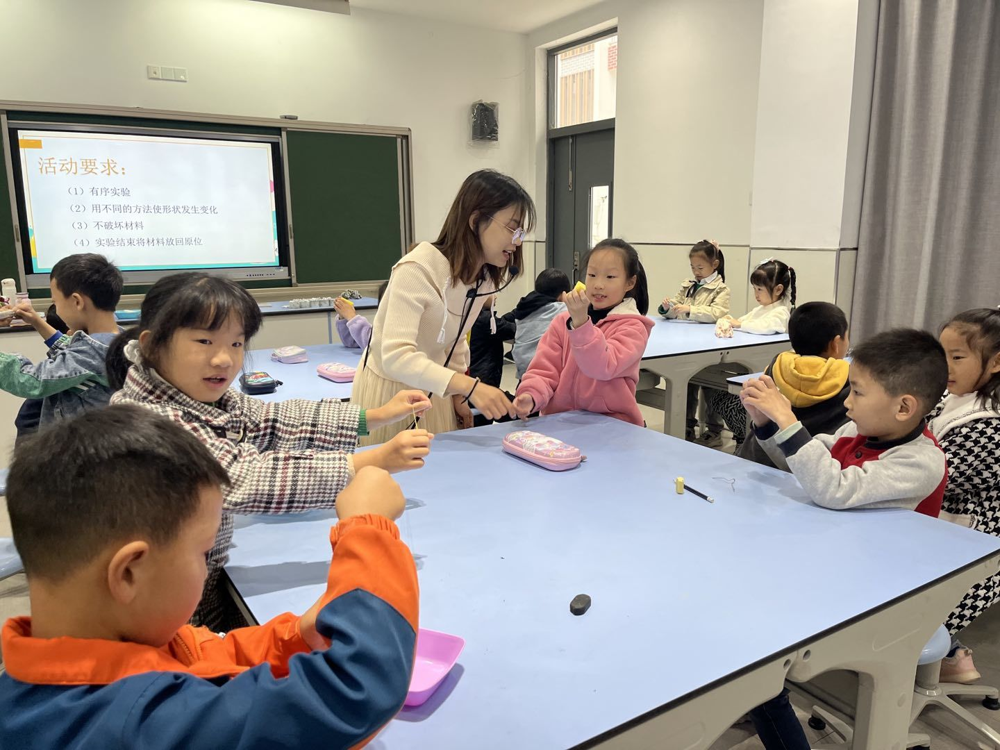 活动要求：
（1）有序实验
（2）用不同的方法使形状发生变化
（3）不破坏材料
（4）实验结束将材料放回原位